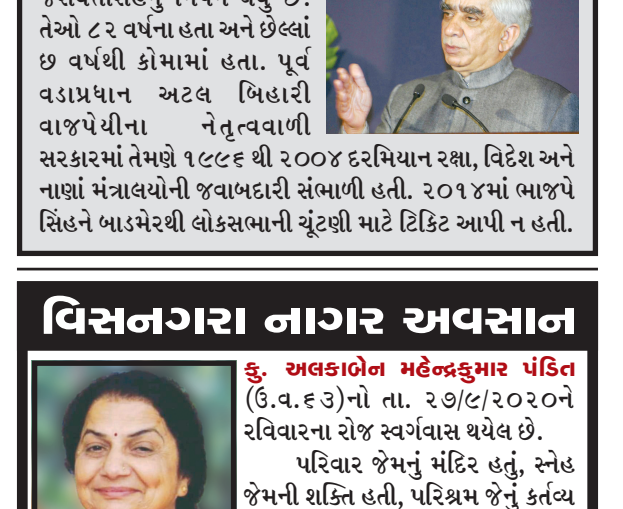 તેઓ ૮૨ વર્ષના હતા અને છેલ્લાં
છ વર્ષથી કોમામાં હતા. પૂર્વ
વડાપ્રધાન અટલ બિહારી
વાજપેયીના નેતૃત્વવાળી
સરકારમાં તેમણે ૧૯૯૬ થી ૨૦૦૪ દરમિયાન રક્ષા, વિદેશ અને
નાણાં મંત્રાલયોની જવાબદારી સંભાળી હતી. ૨૦૧૪માં ભાજપે
સિંહને બાડમેરથી લોકસભાની ચૂંટણી માટે ટિકિટ આપી ન હતી.
વિસનગરા નાગર અવસાન
કુ. અલકાબેન મહેન્દ્રકુમાર પંડિત
(ઉ.વ.૬૩)નો તા. ૨૭/૯/૨૦૨૦ને
રવિવારના રોજ સ્વર્ગવાસ થયેલ છે.
પરિવાર જેમનું મંદિર હતું, સ્નેહ
જેમની શક્તિ હતી, પરિશ્રમ જેનું કર્તવ્ય